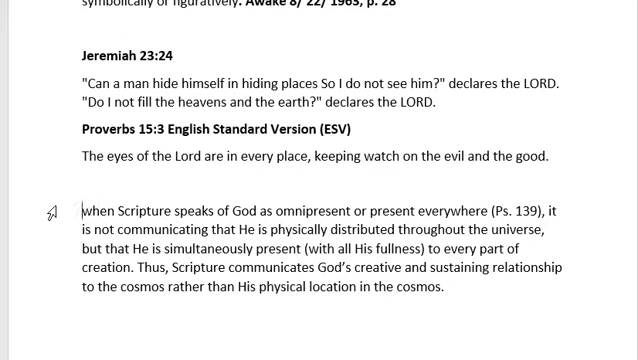 symbolically or figuratively. Awake 8/ 22/ 1965, p. 28
Jeremiah 23:24
"Can a man hide himself in hiding places So I do not see him?" declares the LORD.
"Do I not fill the heavens and the earth?" declares the LORD.
Proverbs 15:3 English Standard Version (ESV)
The eyes of the Lord are in every place, keeping watch on the evil and the good.
when Scripture speaks of God as omnipresent or present everywhere (Ps. 139), it
is not communicating that He is physically distributed throughout the universe,
but that He is simultaneously present (with all His fullness) to every part of
creation. Thus, Scripture communicates God’s creative and sustaining relationship
to the cosmos rather than His physical location in the cosmos.